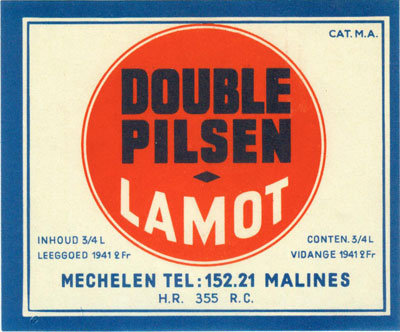 CAT. M.A.
DOUBLE
PILSEN
LAMOT
INHOUD 3/4 L
LEEGGOED 1941 2 Fr
CONTEN. 3/4 L
VIDANGE 1941 2 Fr
MECHELEN TEL: 152.21 MALINES
H.R. 355 R.C.